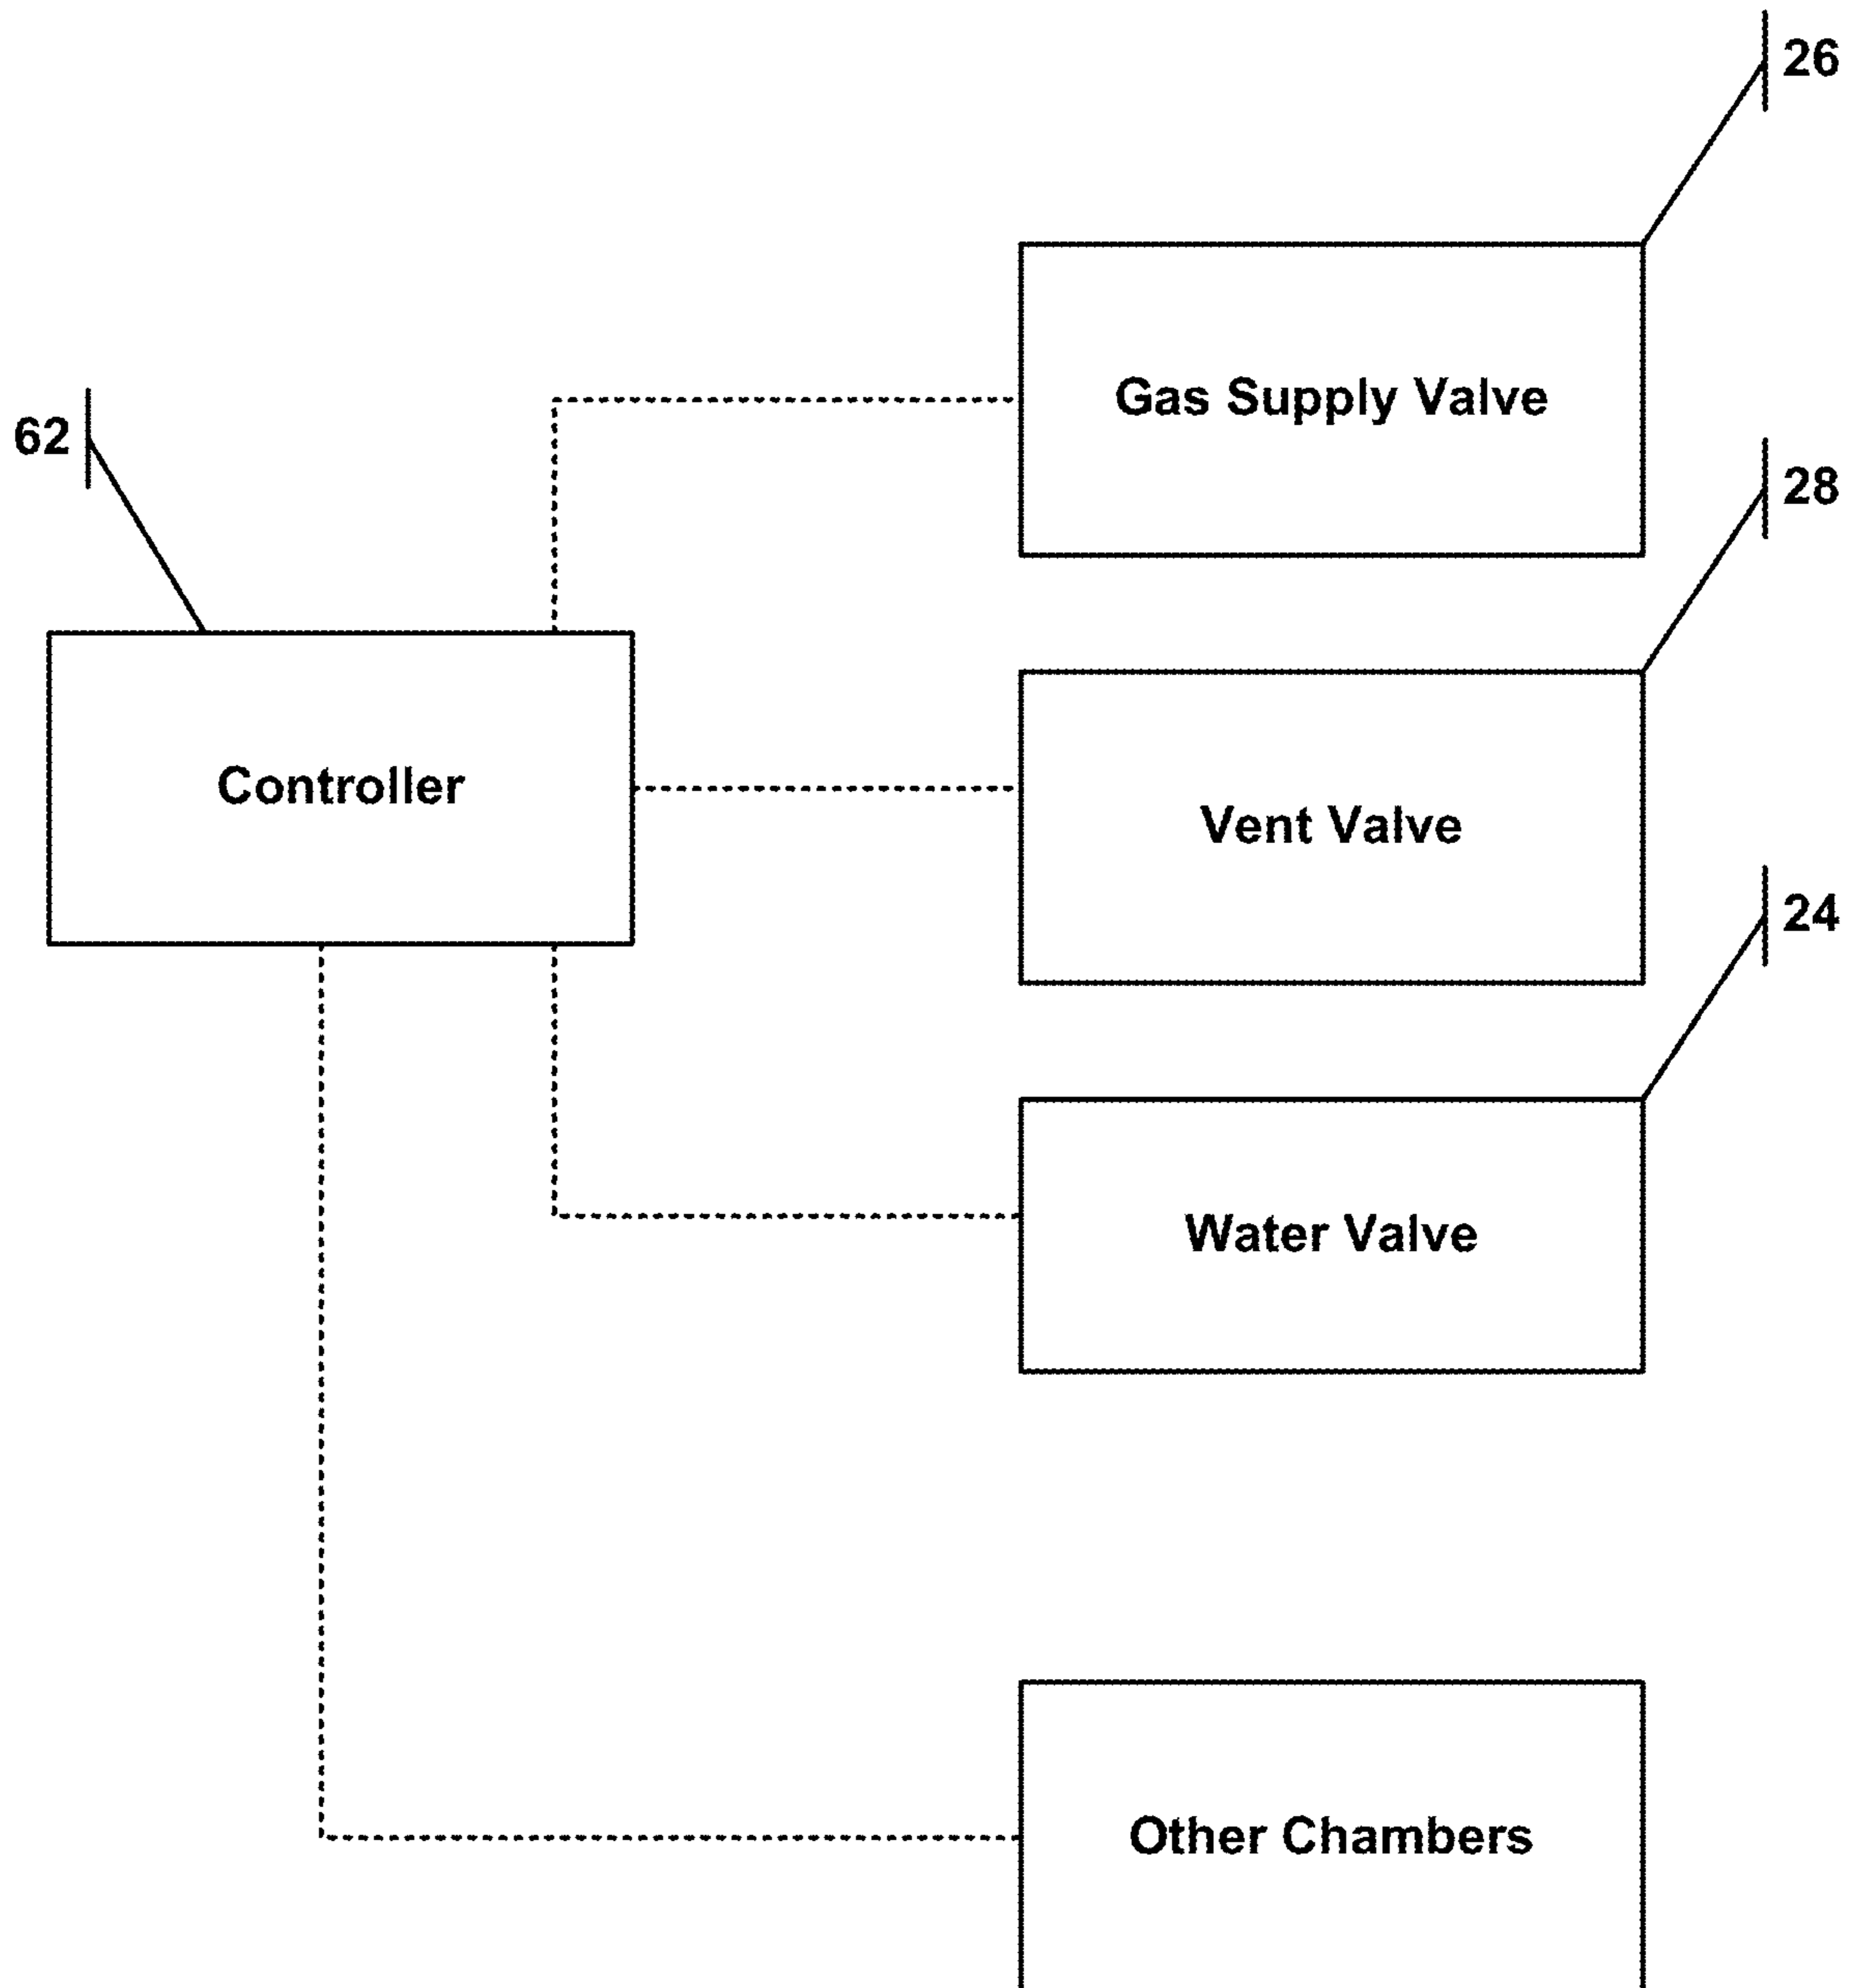 26
Gas Supply Valve
62
28
Controller
Vent Valve
24
Water Valve
Other Chambers